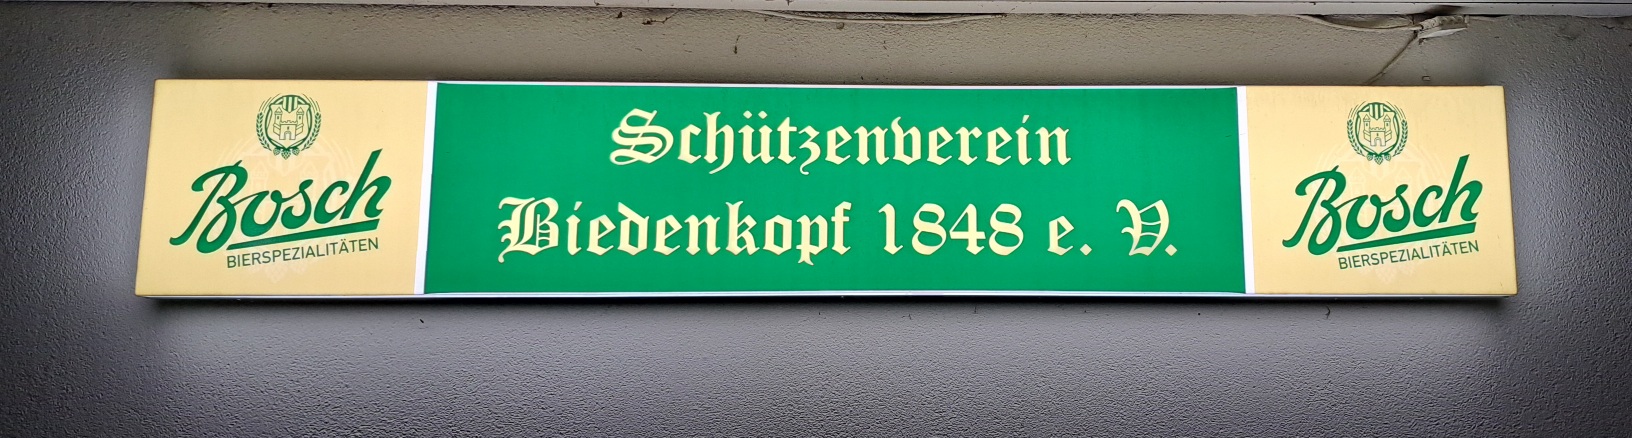 Bosch
BIERSPEZIALITÄTEN
Schützenverein
Biedenkopf 1848 e. V.
Bosch
BIERSPEZIALITÄTEN